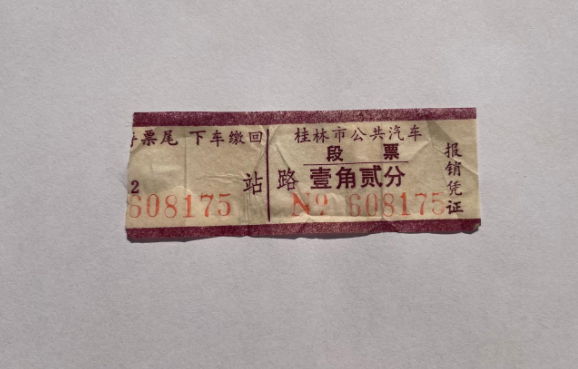 票尾 下车缴回
2
站
608175
桂林市公共汽车
段 票
路 壹角贰分
№ 608175
报销凭证